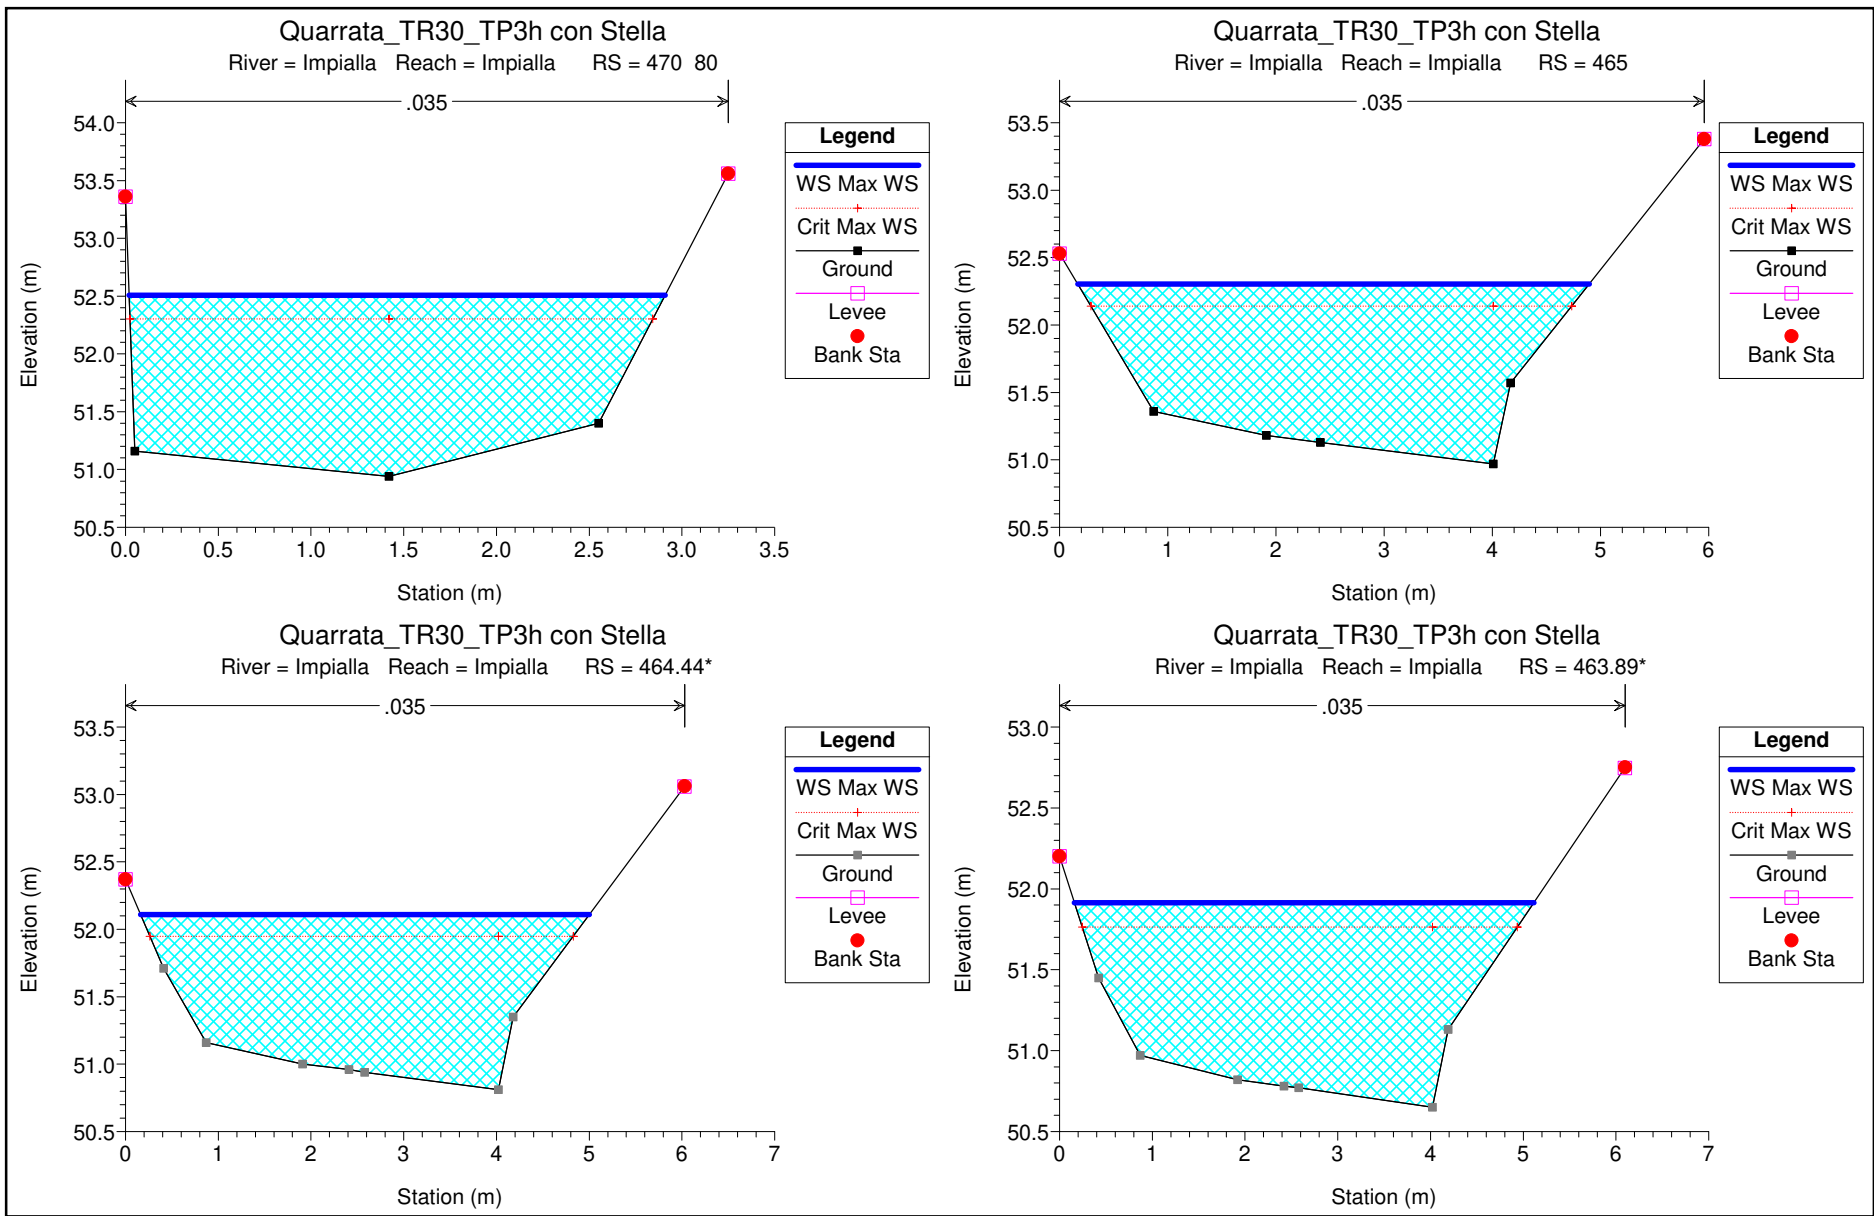 Quarrata_TR30_TP3h con Stella
River = Impialla Reach = Impialla RS = 470 80
.035
54.0
53.5
53.0
52.5
52.0
51.5
51.0
50.5
Elevation (m)
0.0 0.5 1.0 1.5 2.0 2.5 3.0 3.5
Station (m)
Legend
WS Max WS
Crit Max WS
Ground
Levee
Bank Sta
Quarrata_TR30_TP3h con Stella
River = Impialla Reach = Impialla RS = 465
.035
53.5
53.0
52.5
52.0
51.5
51.0
50.5
Elevation (m)
0 1 2 3 4 5 6
Station (m)
Legend
WS Max WS
Crit Max WS
Ground
Levee
Bank Sta
Quarrata_TR30_TP3h con Stella
River = Impialla Reach = Impialla RS = 464.44*
.035
53.5
53.0
52.5
52.0
51.5
51.0
50.5
Elevation (m)
0 1 2 3 4 5 6 7
Station (m)
Legend
WS Max WS
Crit Max WS
Ground
Levee
Bank Sta
Quarrata_TR30_TP3h con Stella
River = Impialla Reach = Impialla RS = 463.89*
.035
53.0
52.5
52.0
51.5
51.0
50.5
Elevation (m)
0 1 2 3 4 5 6 7
Station (m)
Legend
WS Max WS
Crit Max WS
Ground
Levee
Bank Sta